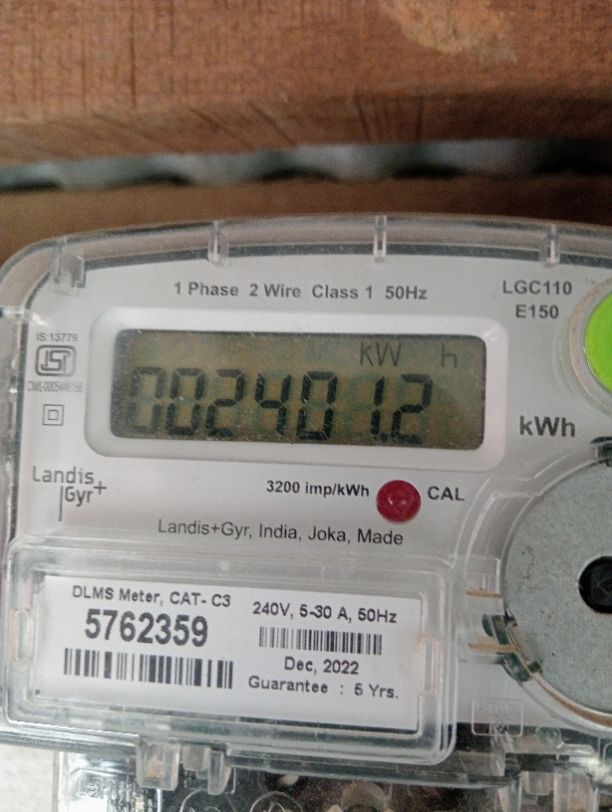 1 Phase 2 Wire Class 1 50Hz
LGC110
E150
IS:13779
ISI
kW h
002401.2
kWh
Landis
Gyr+
3200 imp/kWh
CAL
Landis+Gyr, India, Joka, Made
DLMS Meter, CAT- C3
5762359
240V, 5-30 A, 50Hz
Dec, 2022
Guarantee : 5 Yrs.